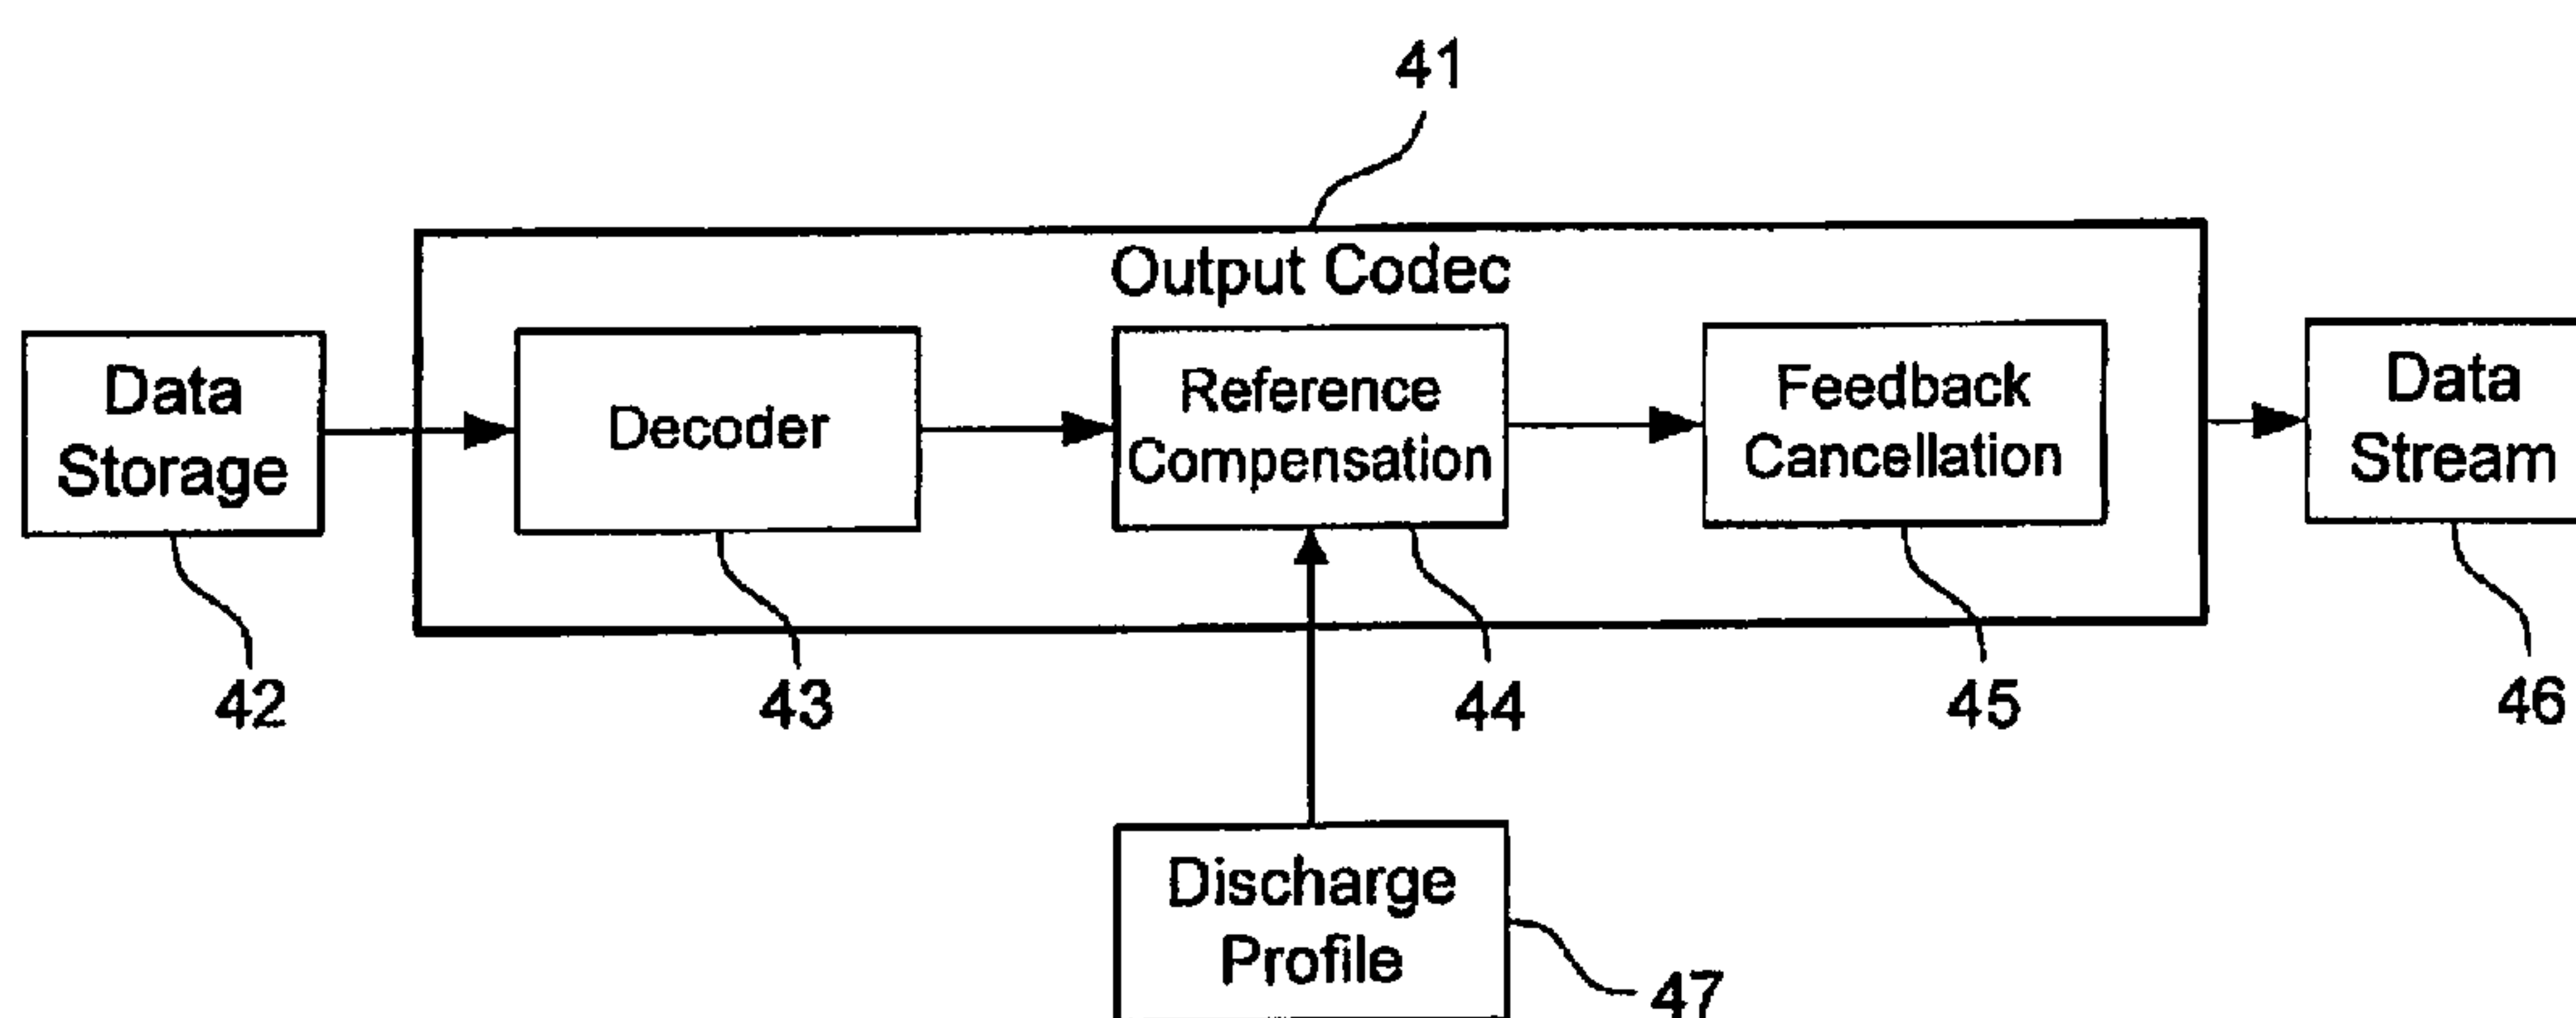 41
Output Codec
Data
Storage
Decoder
Reference
Compensation
Feedback
Cancellation
Data
Stream
42
43
44
45
46
Discharge
Profile
47